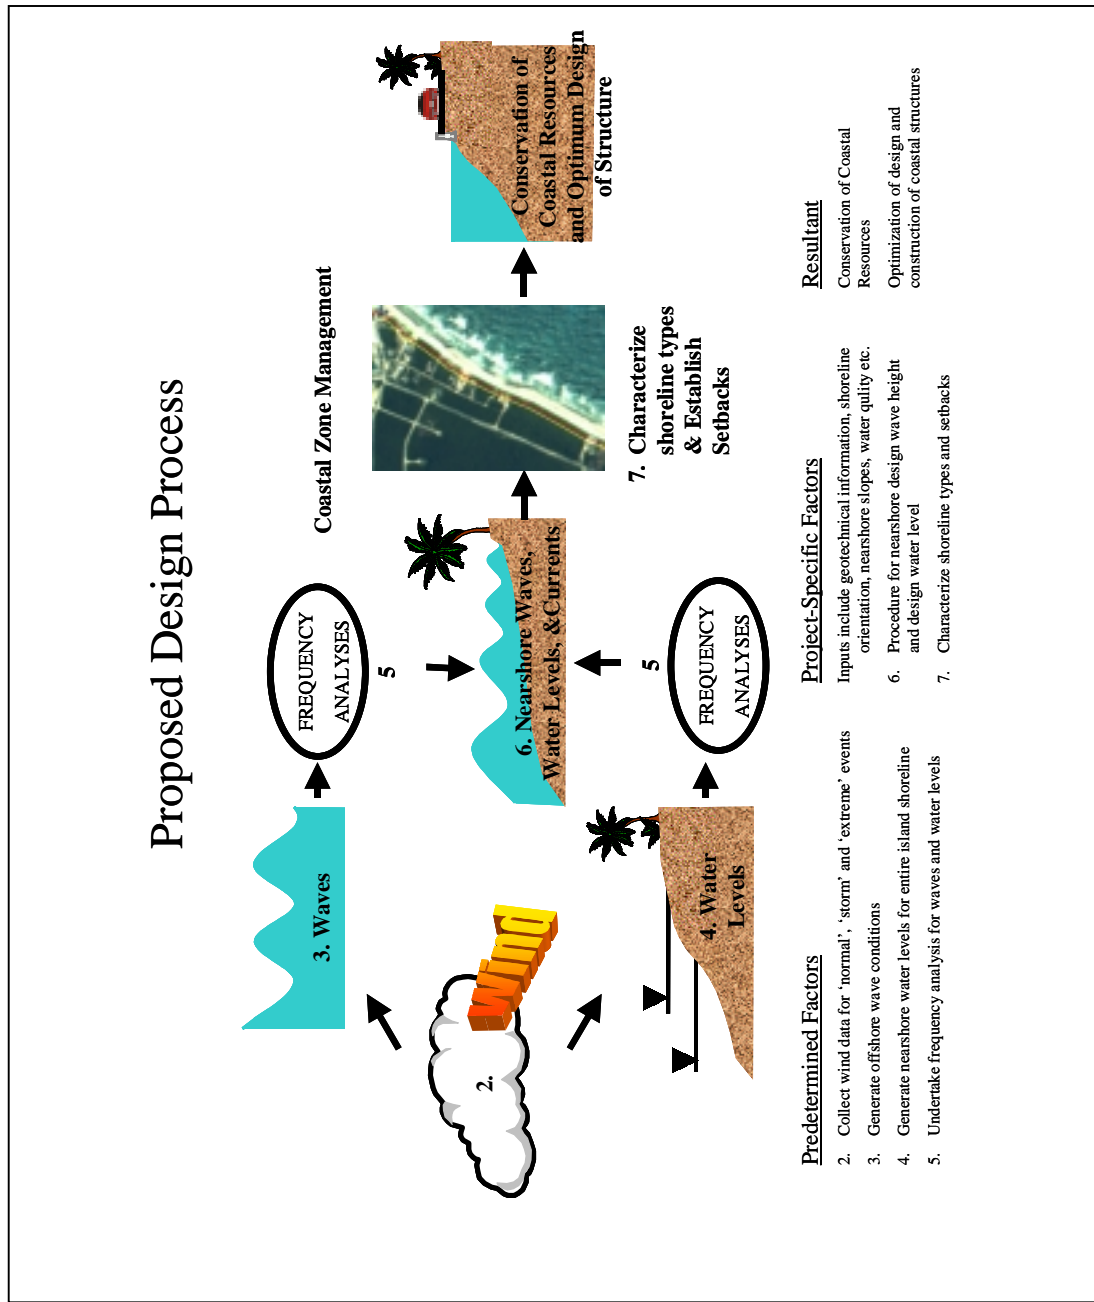 Proposed Design Process
2.
Wind
3. Waves
FREQUENCY
ANALYSES
5
4. Water
Levels
FREQUENCY
ANALYSES
5
6. Nearshore Waves,
Water Levels, &Currents
Coastal Zone Management
7. Characterize
shoreline types
& Establish
Setbacks
Conservation of
Coastal Resources
and Optimum Design
of Structure
Predetermined Factors
2. Collect wind data for ‘normal’, ‘storm’ and ‘extreme’ events
3. Generate offshore wave conditions
4. Generate nearshore water levels for entire island shoreline
5. Undertake frequency analysis for waves and water levels
Project-Specific Factors
Inputs include geotechnical information, shoreline
orientation, nearshore slopes, water qulity etc.
6. Procedure for nearshore design wave height
and design water level
7. Characterize shoreline types and setbacks
Resultant
Conservation of Coastal
Resources
Optimization of design and
construction of coastal structures